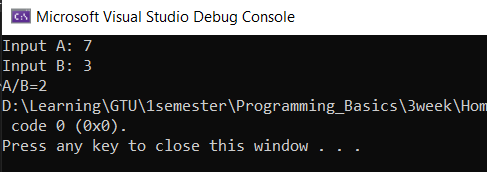 Microsoft Visual Studio Debug Console
Input A: 7
Input B: 3
A/B=2
D:\Learning\GTU\1semester\Programming_Basics\3week\Hom
code 0 (0x0).
Press any key to close this window . . .